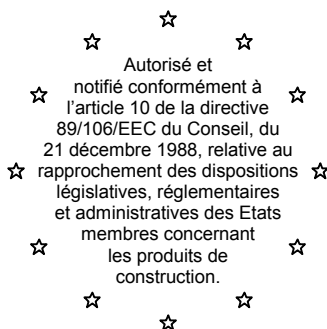 Autorisé et
notifié conformément à
l'article 10 de la directive
89/106/EEC du Conseil, du
21 décembre 1988, relative au
rapprochement des dispositions
législatives, réglementaires
et administratives des Etats
membres concernant
les produits de
construction.